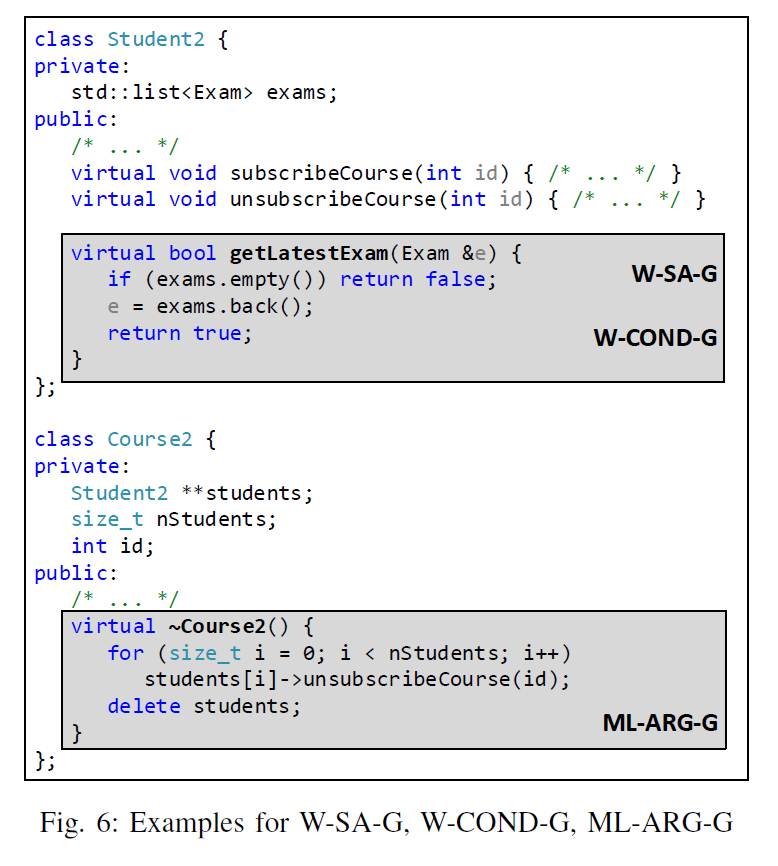 class Student2 {
private:
   std::list<Exam> exams;
public:
   /* ... */
   virtual void subscribeCourse(int id) { /* ... */ }
   virtual void unsubscribeCourse(int id) { /* ... */ }
   virtual bool getLatestExam(Exam &e) {
      if (exams.empty()) return false;
W-SA-G
      e = exams.back();
      return true;
W-COND-G
   }
};
class Course2 {
private:
   Student2 **students;
   size_t nStudents;
   int id;
public:
   /* ... */
   virtual ~Course2() {
      for (size_t i = 0; i < nStudents; i++)
         students[i]->unsubscribeCourse(id);
      delete students;
ML-ARG-G
   }
};
Fig. 6: Examples for W-SA-G, W-COND-G, ML-ARG-G